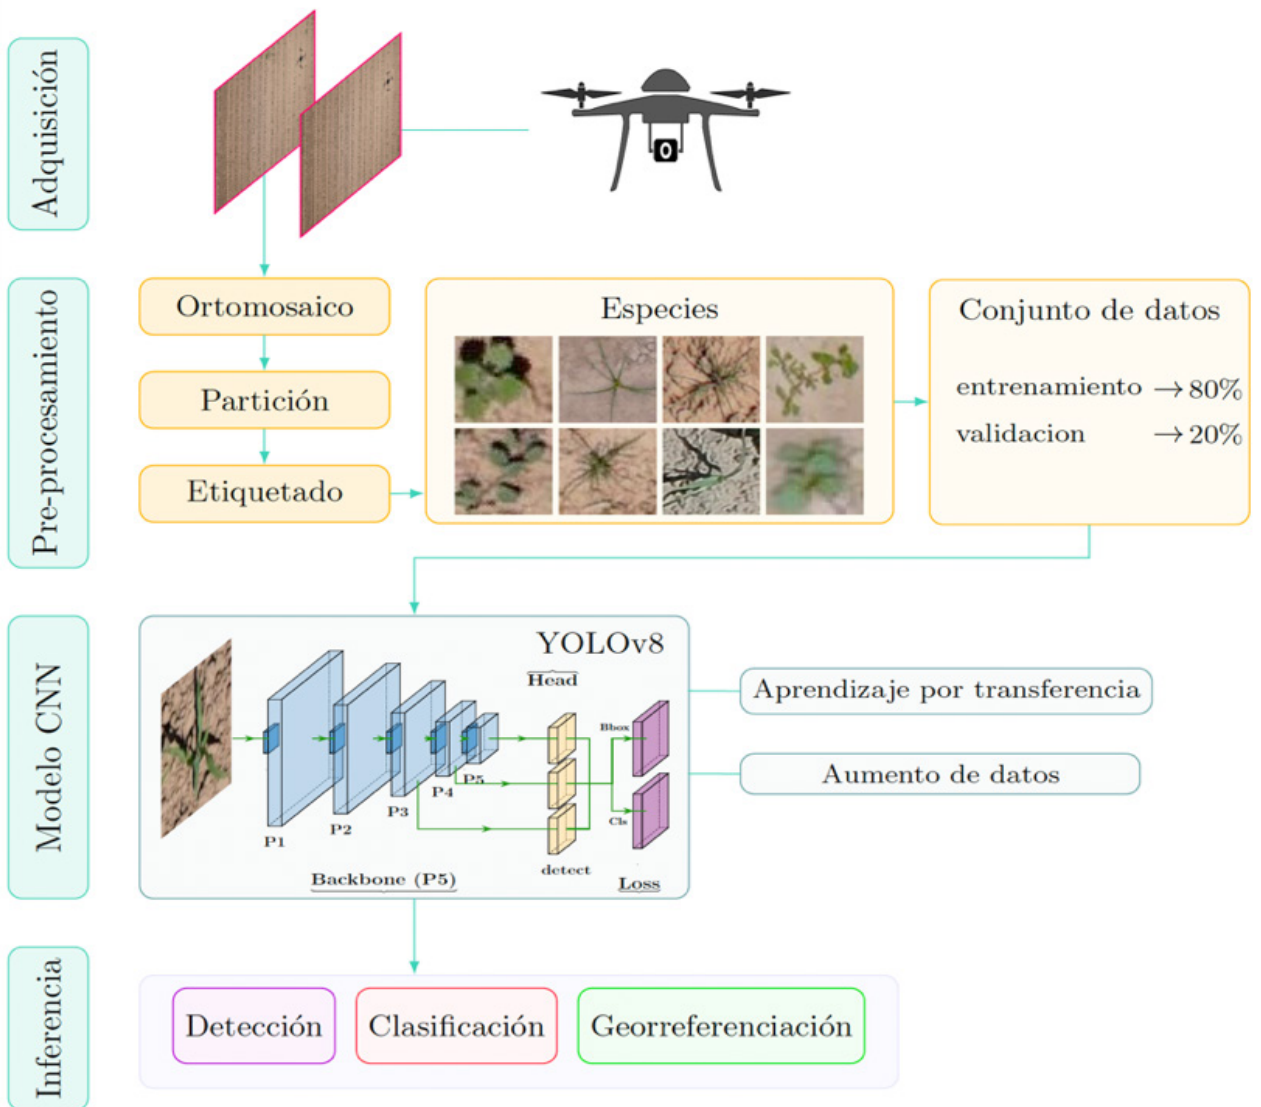 Adquisición
Pre-procesamiento
Ortomosaico
Partición
Etiquetado
Especies
Conjunto de datos
entrenamiento → 80%
validacion → 20%
Modelo CNN
YOLOv8
Head
Bbox
P5
P4
P3
P2
P1
Cls
detect
Backbone (P5)
Loss
Aprendizaje por transferencia
Aumento de datos
Inferencia
Detección
Clasificación
Georreferenciación